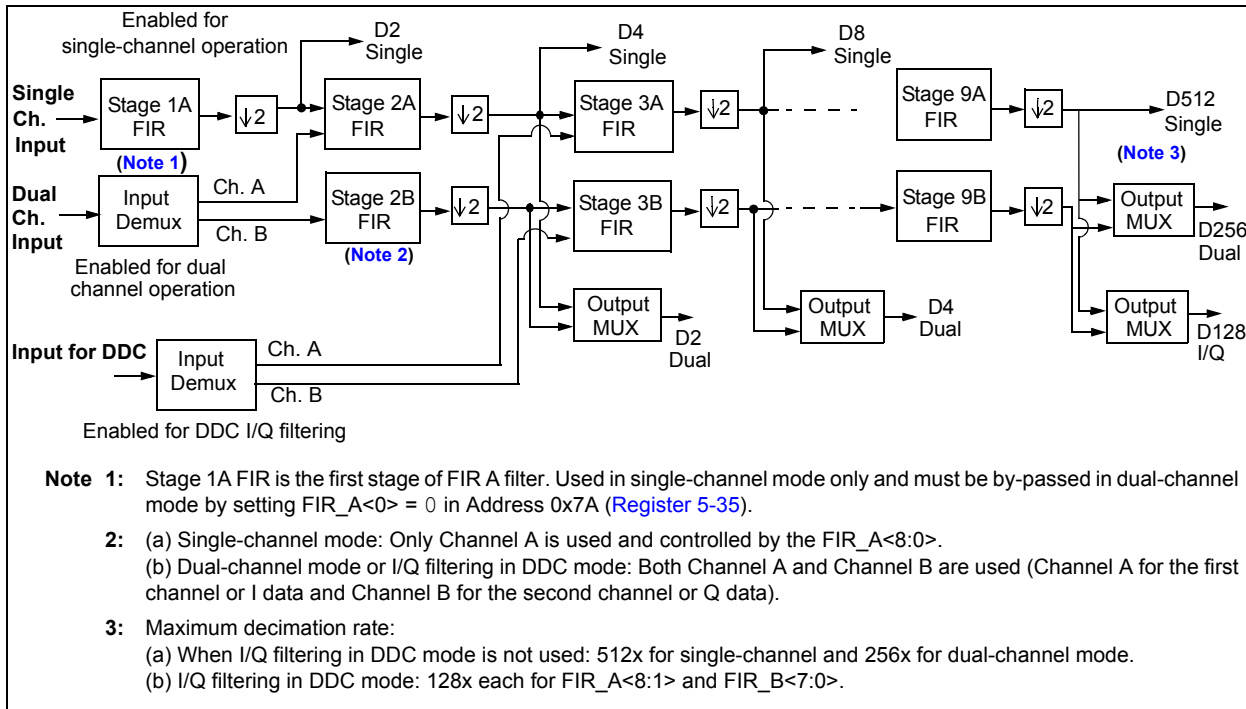 Enabled for
single-channel operation
D2
Single
D4
Single
D8
Single
Single
Ch.
Input
Stage 1A
FIR
↓2
Stage 2A
FIR
↓2
Stage 3A
FIR
↓2
Stage 9A
FIR
↓2
D512
Single
(Note 1)
(Note 3)
Dual
Ch.
Input
Input
Demux
Ch. A
Ch. B
Stage 2B
FIR
↓2
Stage 3B
FIR
↓2
Stage 9B
FIR
↓2
Output
MUX
D256
Dual
(Note 2)
Enabled for dual
channel operation
Output
MUX
D2
Dual
Output
MUX
D4
Dual
Output
MUX
D128
I/Q
Input for DDC
Input
Demux
Ch. A
Ch. B
Enabled for DDC I/Q filtering
Note 1: Stage 1A FIR is the first stage of FIR A filter. Used in single-channel mode only and must be by-passed in dual-channel
mode by setting FIR_A<0> = 0 in Address 0x7A (Register 5-35).
2: (a) Single-channel mode: Only Channel A is used and controlled by the FIR_A<8:0>.
(b) Dual-channel mode or I/Q filtering in DDC mode: Both Channel A and Channel B are used (Channel A for the first
channel or I data and Channel B for the second channel or Q data).
3: Maximum decimation rate:
(a) When I/Q filtering in DDC mode is not used: 512x for single-channel and 256x for dual-channel mode.
(b) I/Q filtering in DDC mode: 128x each for FIR_A<8:1> and FIR_B<7:0>.